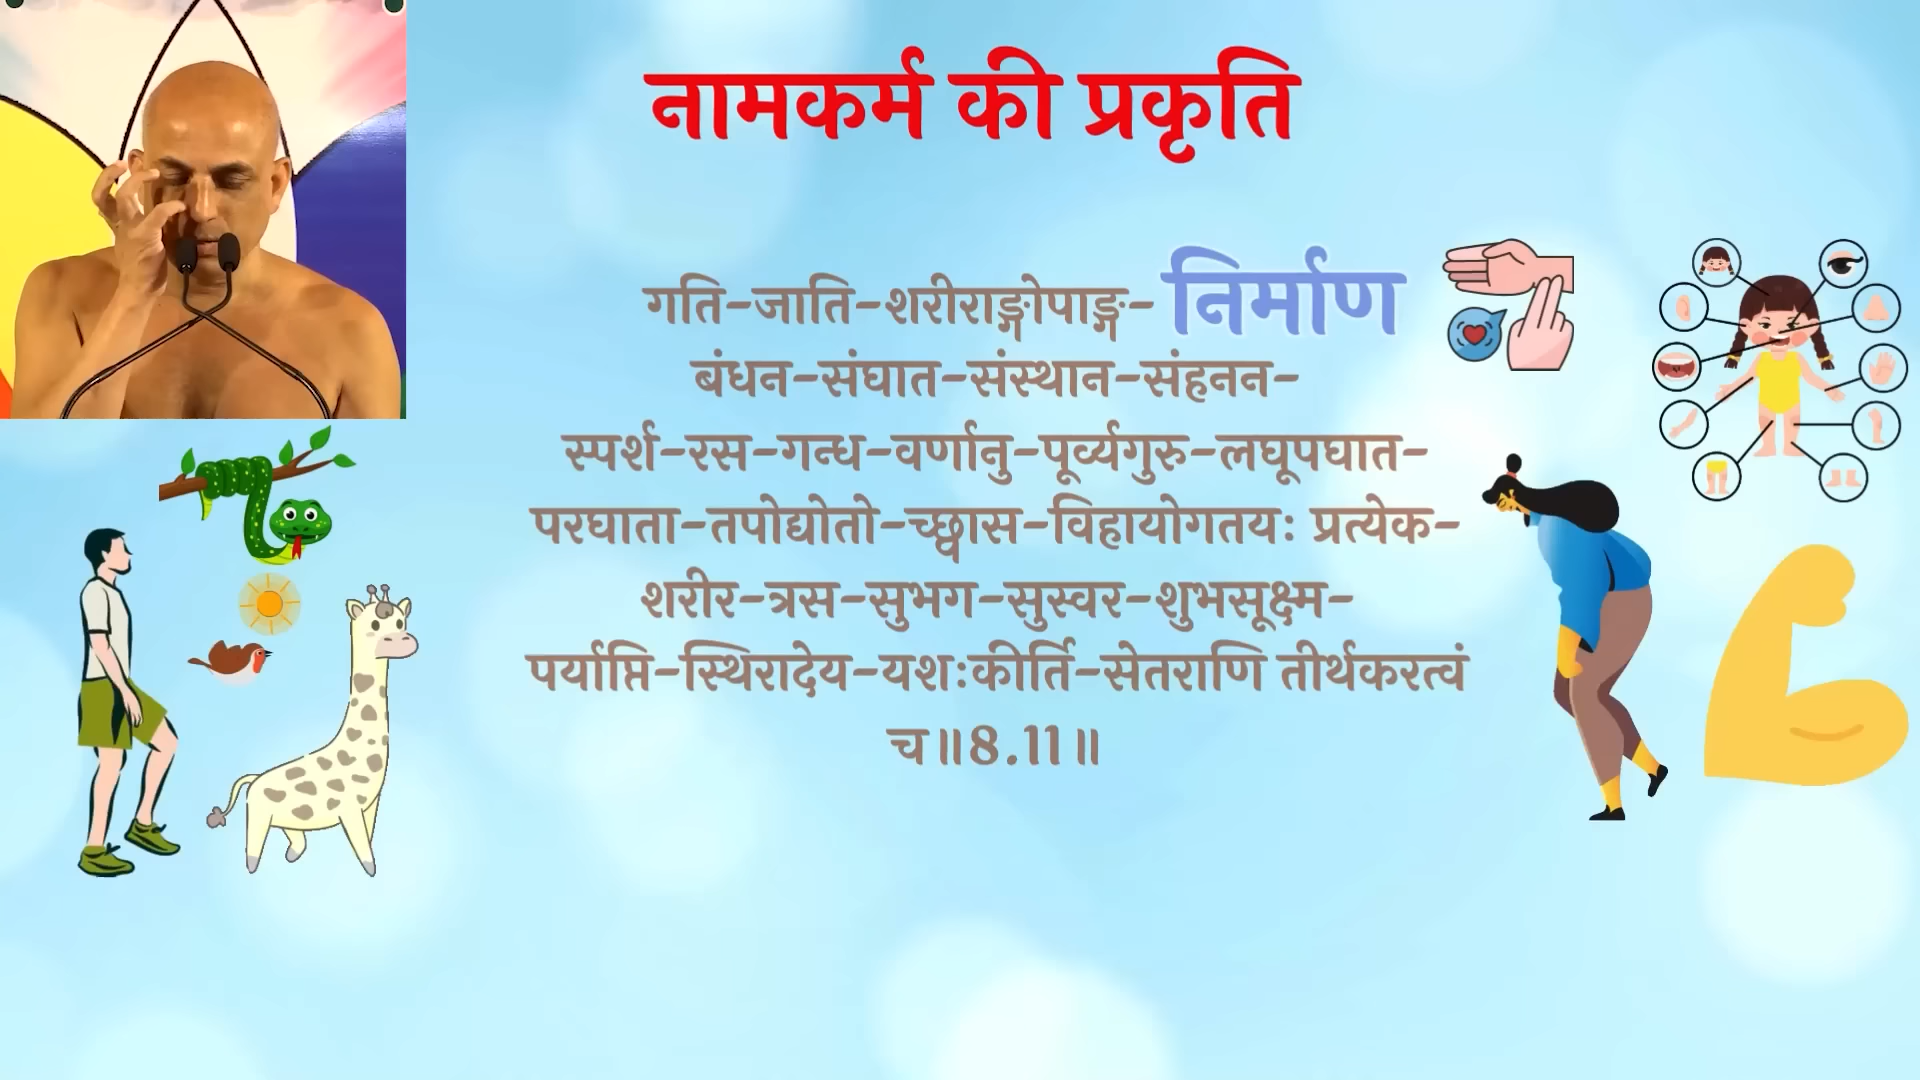 नामकर्म की प्रकृति
गति-जाति-शरीराङ्गोपाङ्ग-निर्माण
बंधन-संघात-संस्थान-संहनन-
स्पर्श-रस-गन्ध-वर्णानु-पूर्व्यगुरु-लघूपघात-
परघाता-तपोद्योतो-च्छ्वास-विहायोगतयः प्रत्येक-
शरीर-त्रस-सुभग-सुस्वर-शुभसूक्ष्म-
पर्याप्ति-स्थिरादेय-यशःकीर्ति-सेतराणि तीर्थकरत्वं
च॥8.11॥